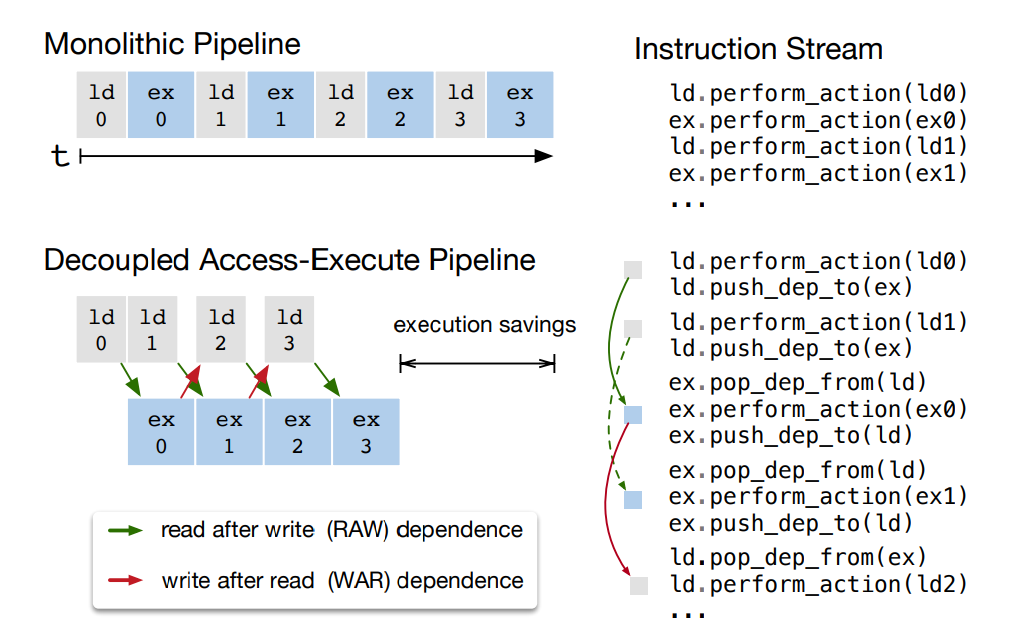 Monolithic Pipeline
ld ex ld ex ld ex ld ex
0 0 1 1 2 2 3 3
t
Decoupled Access-Execute Pipeline
ld ld ld ld
0 1 2 3
execution savings
ex ex ex ex
0 1 2 3
read after write (RAW) dependence
write after read (WAR) dependence
Instruction Stream
ld.perform_action(ld0)
ex.perform_action(ex0)
ld.perform_action(ld1)
ex.perform_action(ex1)
...
ld.perform_action(ld0)
ld.push_dep_to(ex)
ld.perform_action(ld1)
ld.push_dep_to(ex)
ex.pop_dep_from(ld)
ex.perform_action(ex0)
ex.push_dep_to(ld)
ex.pop_dep_from(ld)
ex.perform_action(ex1)
ex.push_dep_to(ld)
ld.pop_dep_from(ex)
ld.perform_action(ld2)
...